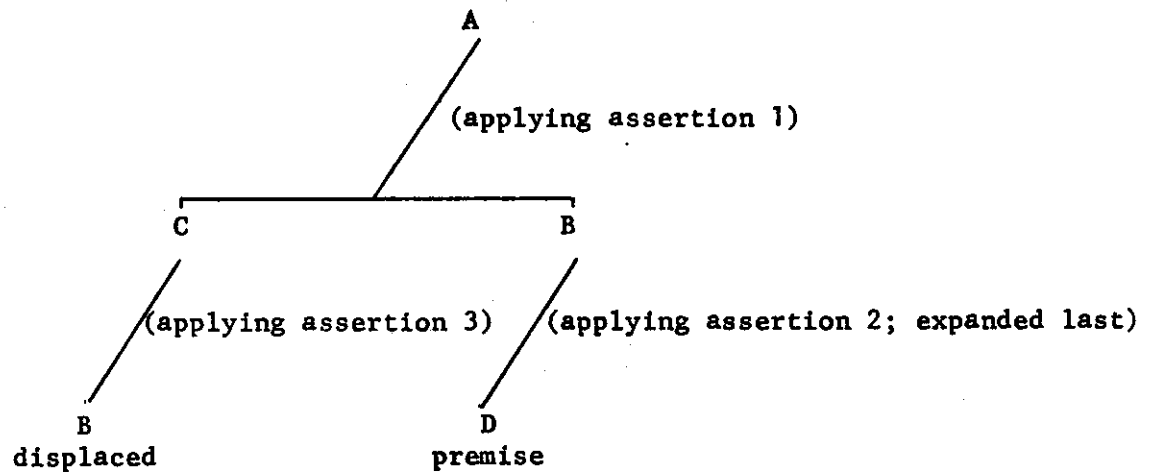 A
(applying assertion 1)
C B
(applying assertion 3) (applying assertion 2; expanded last)
B D
displaced premise